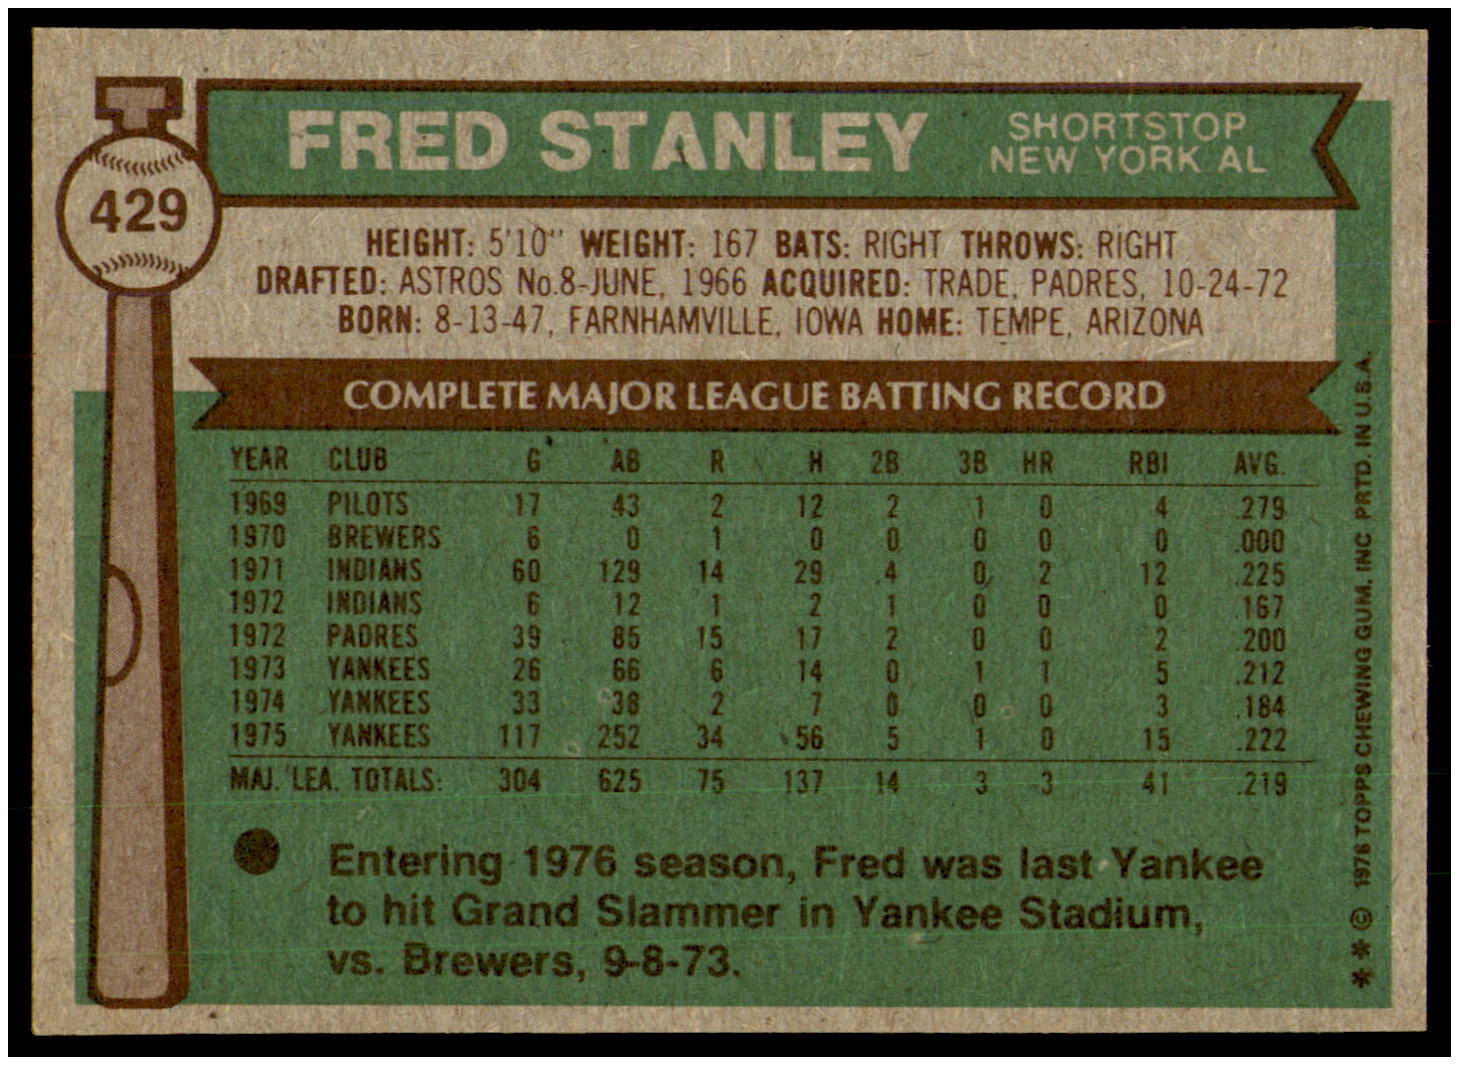 FRED STANLEY SHORTSTOP
NEW YORK AL
429
HEIGHT: 5'10" WEIGHT: 167 BATS: RIGHT THROWS: RIGHT
DRAFTED: ASTROS No.8-JUNE, 1966 ACQUIRED: TRADE, PADRES, 10-24-72
BORN: 8-13-47, FARNHAMVILLE, IOWA HOME: TEMPE, ARIZONA
COMPLETE MAJOR LEAGUE BATTING RECORD
YEAR CLUB G AB R H 2B 3B HR RBI AVG.
1969 PILOTS 17 43 2 12 2 1 0 4 .279
1970 BREWERS 6 0 1 0 0 0 0 0 .000
1971 INDIANS 60 129 14 29 4 0 2 12 .225
1972 INDIANS 6 12 1 2 1 0 0 0 .167
1972 PADRES 39 85 15 17 2 0 0 2 .200
1973 YANKEES 26 66 6 14 0 1 1 5 .212
1974 YANKEES 33 38 2 7 0 0 0 3 .184
1975 YANKEES 117 252 34 56 5 1 0 15 .222
MAJ. LEA. TOTALS: 304 625 75 137 14 3 3 41 .219
Entering 1976 season, Fred was last Yankee
to hit Grand Slammer in Yankee Stadium,
vs. Brewers, 9-8-73.
** © 1976 TOPPS CHEWING GUM, INC PRTD. IN U.S.A.